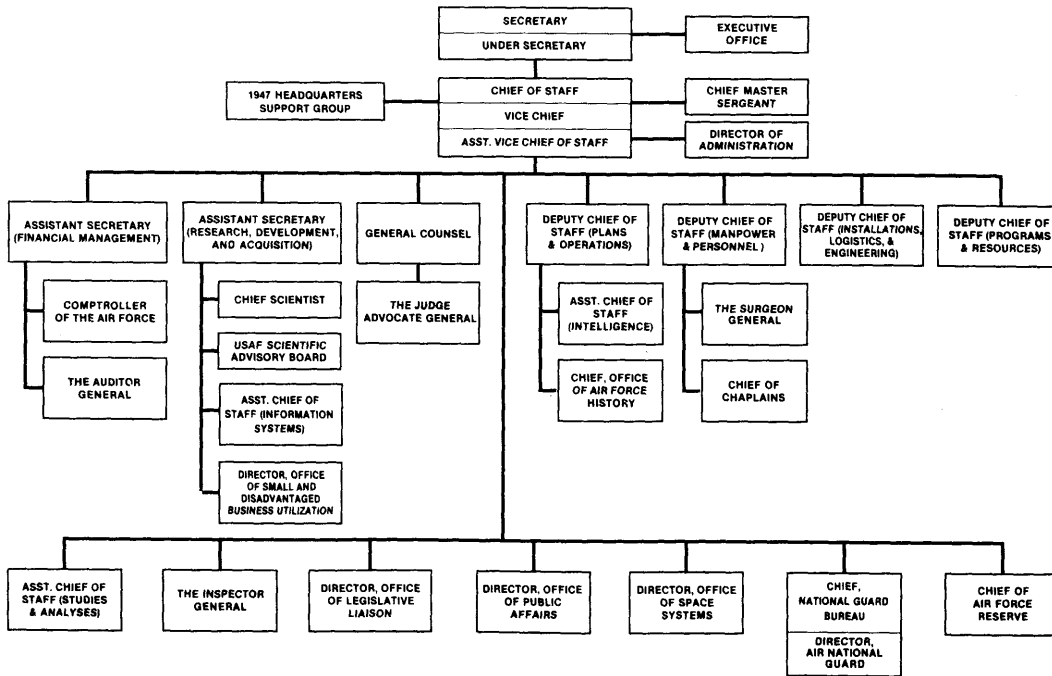 SECRETARY
UNDER SECRETARY
EXECUTIVE
OFFICE
1947 HEADQUARTERS
SUPPORT GROUP
CHIEF OF STAFF
VICE CHIEF
ASST. VICE CHIEF OF STAFF
CHIEF MASTER
SERGEANT
DIRECTOR OF
ADMINISTRATION
ASSISTANT SECRETARY
(FINANCIAL MANAGEMENT)
ASSISTANT SECRETARY
(RESEARCH, DEVELOPMENT,
AND ACQUISITION)
GENERAL COUNSEL
DEPUTY CHIEF OF
STAFF (PLANS
& OPERATIONS)
DEPUTY CHIEF OF
STAFF (MANPOWER
& PERSONNEL)
DEPUTY CHIEF OF
STAFF (INSTALLATIONS,
LOGISTICS, &
ENGINEERING)
DEPUTY CHIEF OF
STAFF (PROGRAMS
& RESOURCES)
COMPTROLLER
OF THE AIR FORCE
THE AUDITOR
GENERAL
CHIEF SCIENTIST
USAF SCIENTIFIC
ADVISORY BOARD
ASST. CHIEF OF
STAFF (INFORMATION
SYSTEMS)
DIRECTOR, OFFICE
OF SMALL AND
DISADVANTAGED
BUSINESS UTILIZATION
THE JUDGE
ADVOCATE GENERAL
ASST. CHIEF OF
STAFF
(INTELLIGENCE)
CHIEF, OFFICE
OF AIR FORCE
HISTORY
THE SURGEON
GENERAL
CHIEF OF
CHAPLAINS
ASST. CHIEF OF
STAFF (STUDIES
& ANALYSES)
THE INSPECTOR
GENERAL
DIRECTOR, OFFICE
OF LEGISLATIVE
LIAISON
DIRECTOR, OFFICE
OF PUBLIC
AFFAIRS
DIRECTOR, OFFICE
OF SPACE
SYSTEMS
CHIEF,
NATIONAL GUARD
BUREAU
DIRECTOR,
AIR NATIONAL
GUARD
CHIEF OF
AIR FORCE
RESERVE